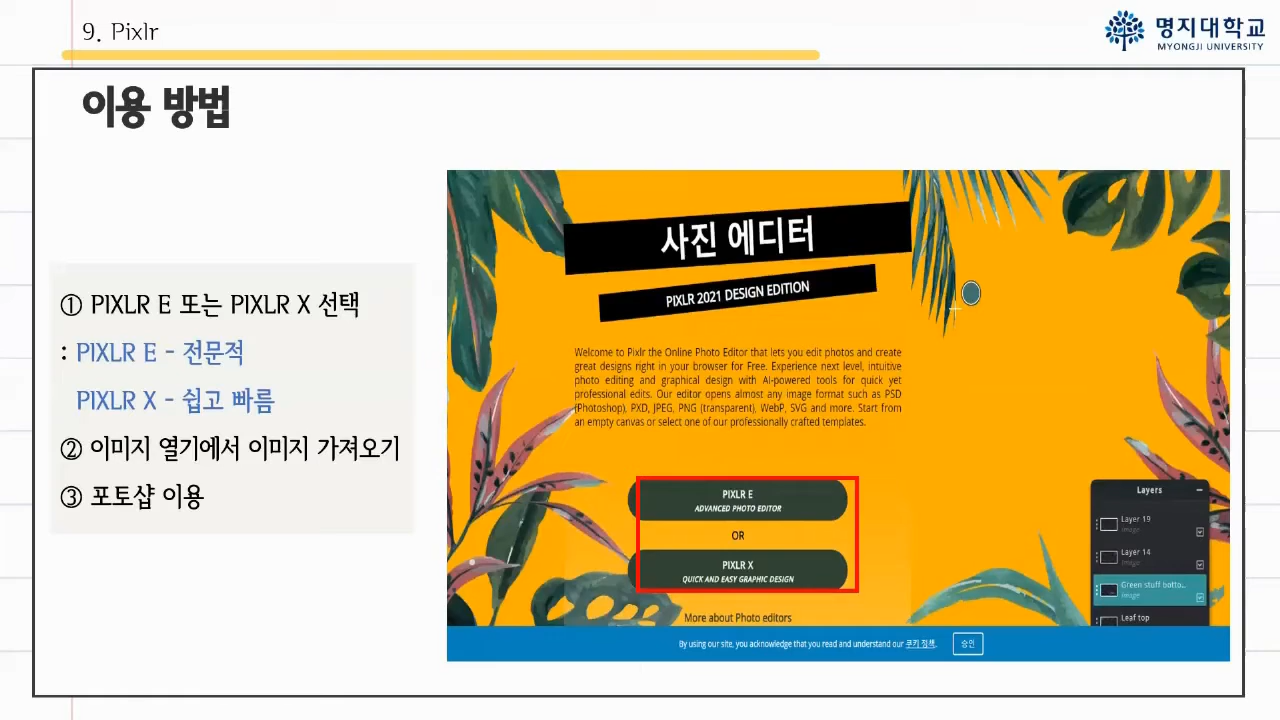 9. Pixlr
명지대학교
MYONGJI UNIVERSITY
이용 방법
① PIXLR E 또는 PIXLR X 선택
: PIXLR E - 전문적
PIXLR X - 쉽고 빠름
② 이미지 열기에서 이미지 가져오기
③ 포토샵 이용
사진 에디터
PIXLR 2021 DESIGN EDITION
Welcome to Pixlr the Online Photo Editor that lets you edit photos and create
great designs right in your browser for Free. Experience next level, intuitive
photo editing and graphical design with AI-powered tools for quick yet
professional edits. Our editor opens almost any image format such as PSD
(Photoshop), PXD, JPEG, PNG (transparent), WebP, SVG and more. Start from
an empty canvas or select one of our professionally crafted templates.
PIXLR E
ADVANCED PHOTO EDITOR
OR
PIXLR X
QUICK AND EASY GRAPHIC DESIGN
More about Photo editors
Layers
Layer 19
Image
Layer 14
Image
Green stuff botto...
Image
Leaf top
By using our site, you acknowledge that you read and understand our 쿠키 정책.
승인